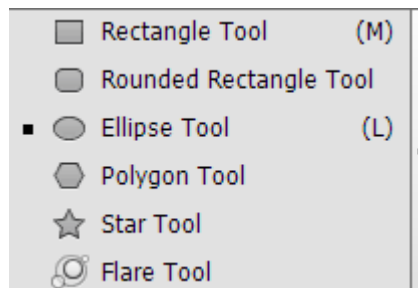 Rectangle Tool (M)
Rounded Rectangle Tool
Ellipse Tool (L)
Polygon Tool
Star Tool
Flare Tool